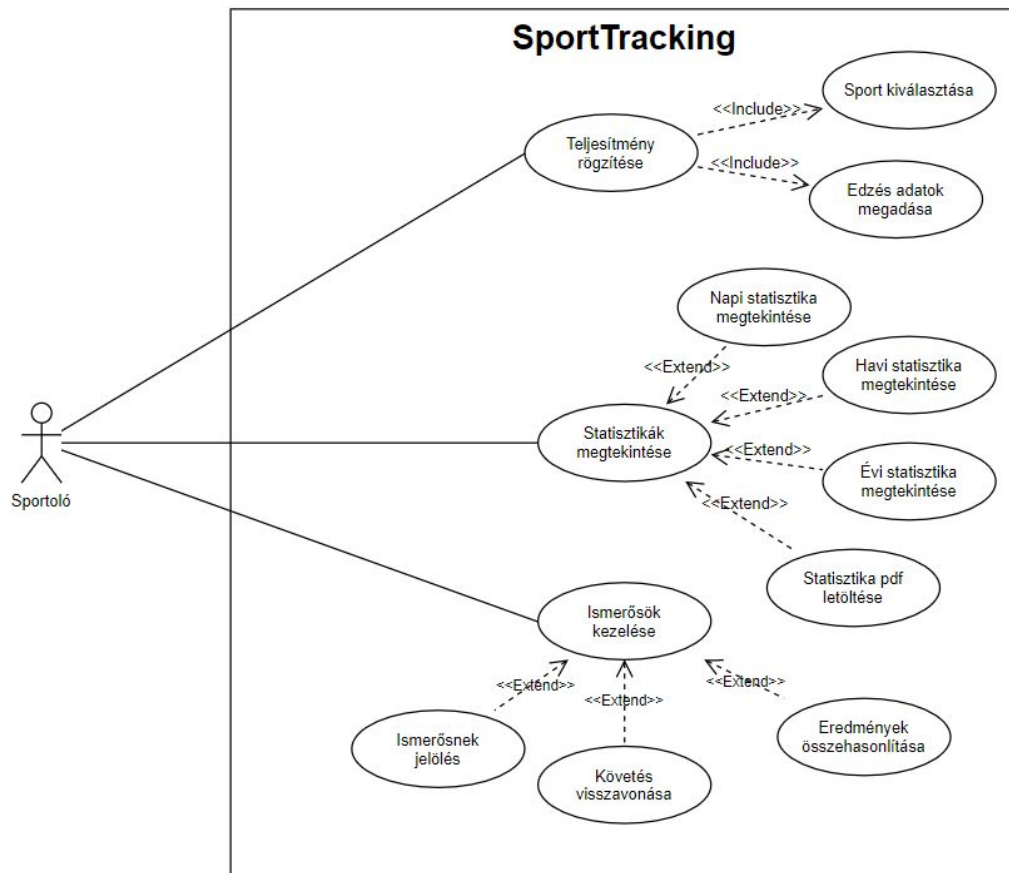 SportTracking
Sport kiválasztása
<<Include>>
Teljesítmény
rögzítése
<<Include>>
Edzés adatok
megadása
Napi statisztika
megtekintése
<<Extend>>
Havi statisztika
megtekintése
<<Extend>>
Statisztikák
megtekintése
<<Extend>>
Évi statisztika
megtekintése
<<Extend>>
Sportoló
Statisztika pdf
letöltése
Ismerősök
kezelése
<<Extend>>
<<Extend>>
<<Extend>>
Ismerősnek
jelölés
Követés
visszavonása
Eredmények
összehasonlítása